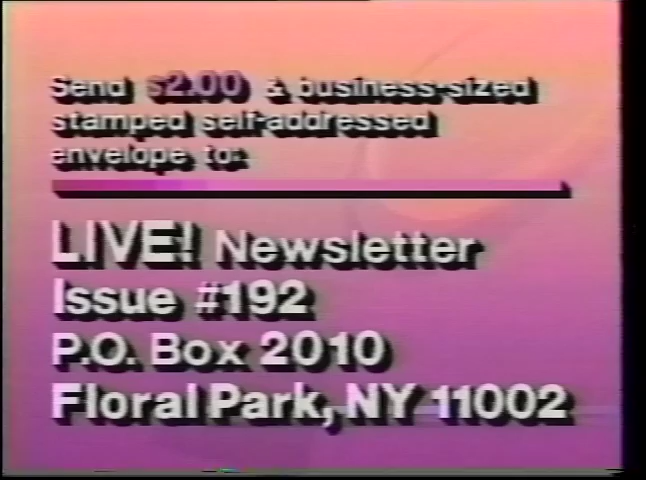 Send $2.00 & business-sized
stamped self-addressed
envelope to:
LIVE! Newsletter
Issue #192
P.O. Box 2010
Floral Park, NY 11002